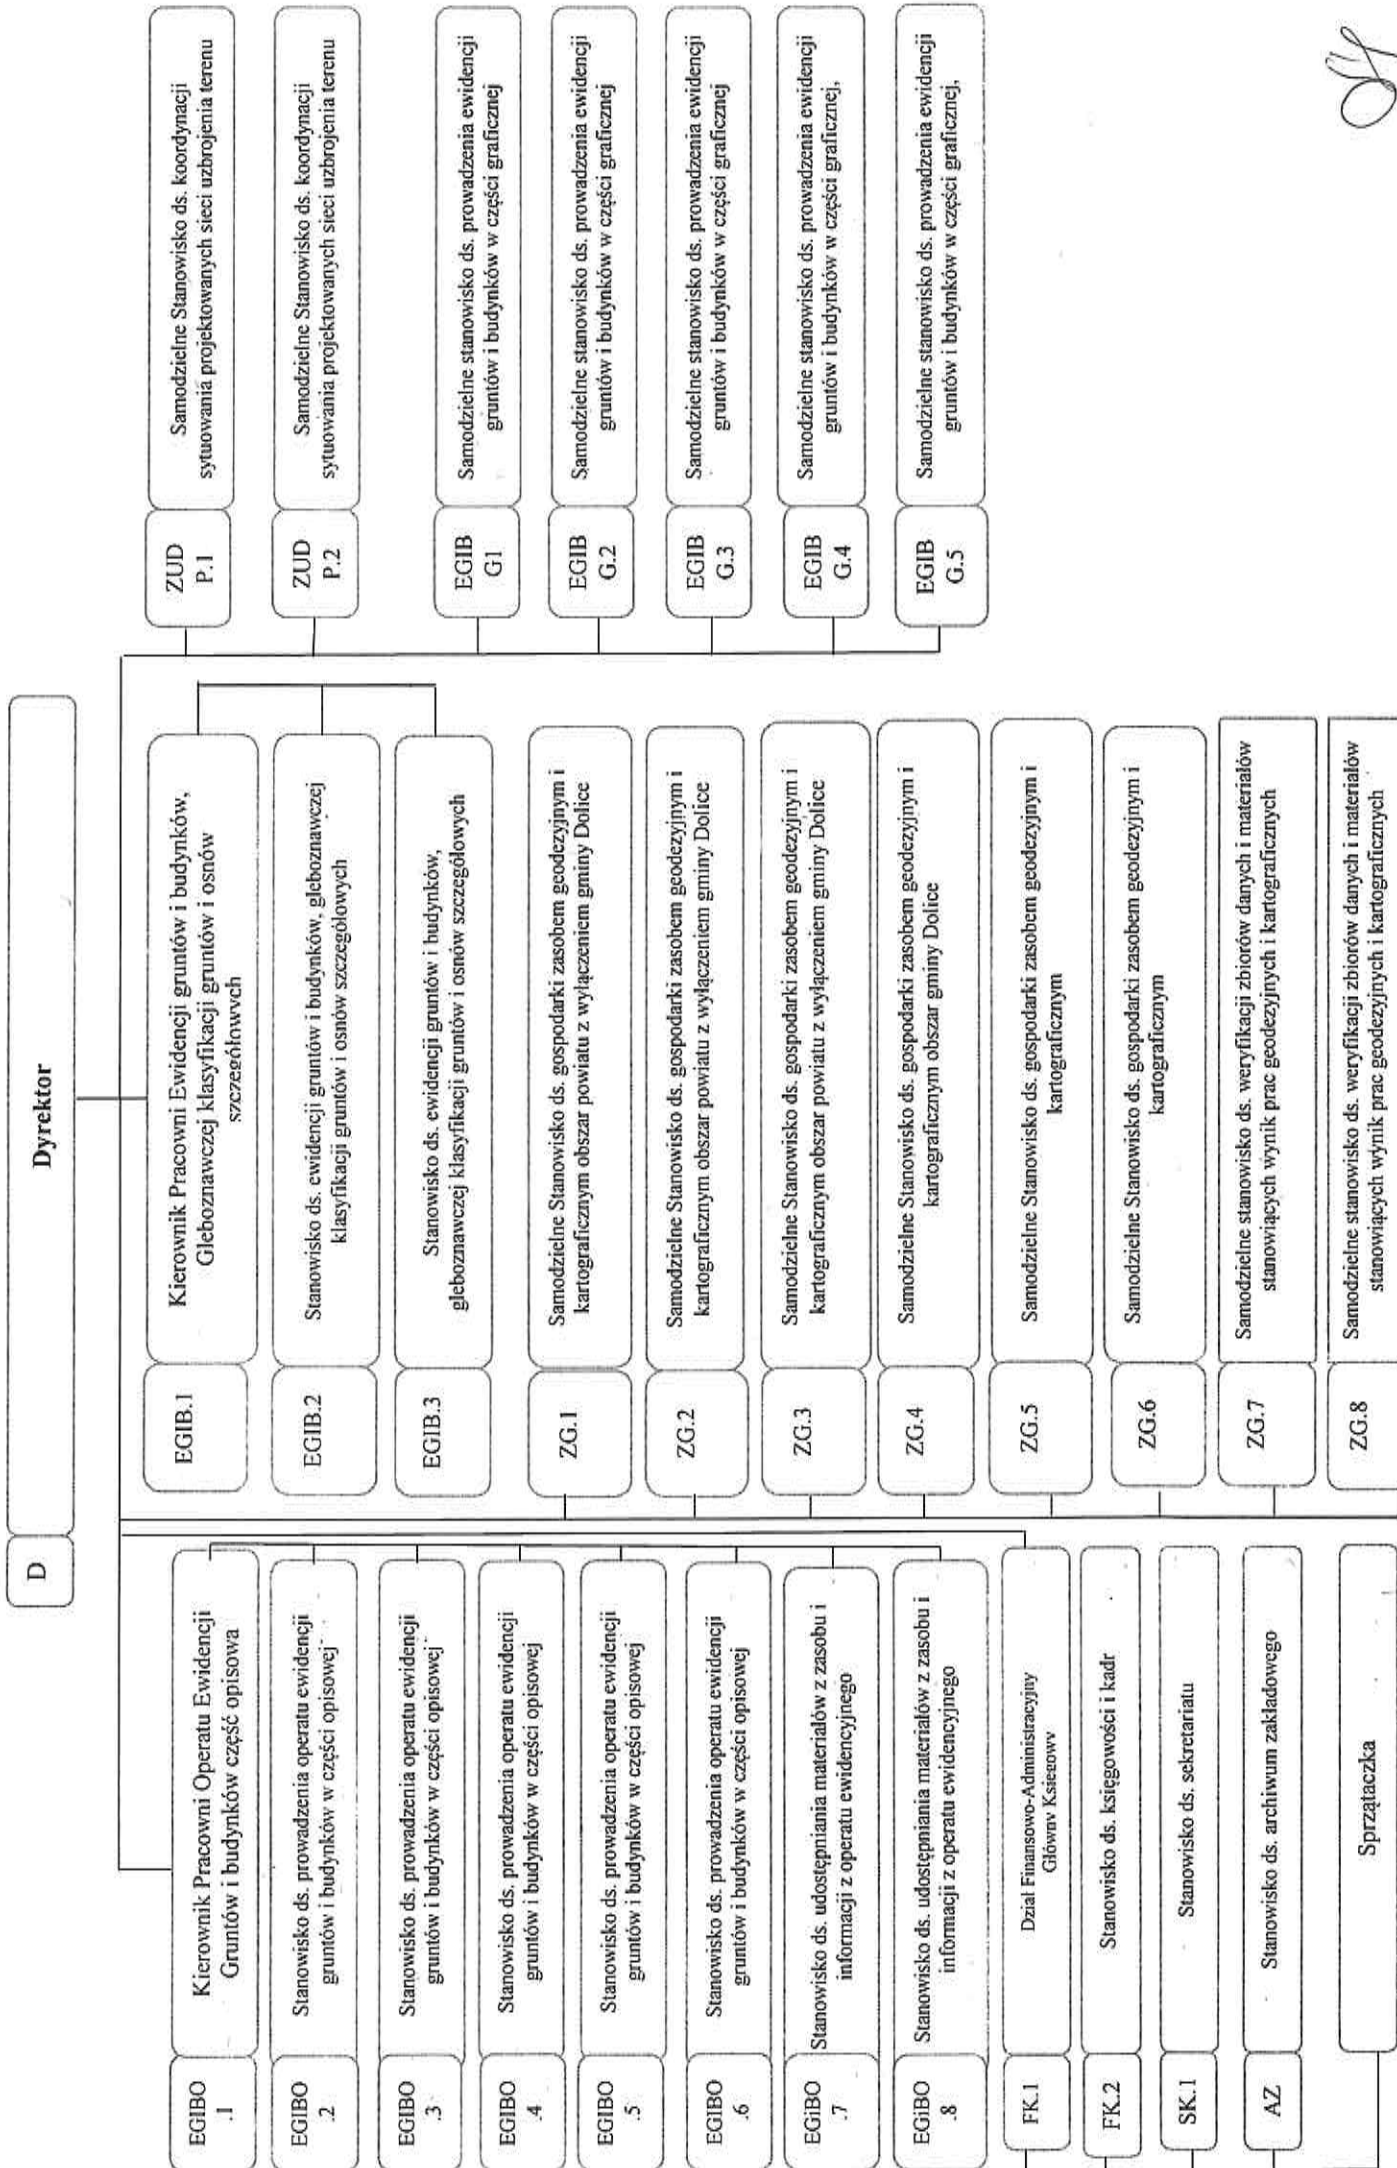 D
Dyrektor
EGIBO
.1
Kierownik Pracowni Operatu Ewidencji
Gruntów i budynków część opisowa
EGIBO
.2
Stanowisko ds. prowadzenia operatu ewidencji
gruntów i budynków w części opisowej
EGIBO
.3
Stanowisko ds. prowadzenia operatu ewidencji
gruntów i budynków w części opisowej
EGIBO
.4
Stanowisko ds. prowadzenia operatu ewidencji
gruntów i budynków w części opisowej
EGIBO
.5
Stanowisko ds. prowadzenia operatu ewidencji
gruntów i budynków w części opisowej
EGIBO
.6
Stanowisko ds. prowadzenia operatu ewidencji
gruntów i budynków w części opisowej
EGiBO
.7
Stanowisko ds. udostępniania materiałów z zasobu i
informacji z operatu ewidencyjnego
EGiBO
.8
Stanowisko ds. udostępniania materiałów z zasobu i
informacji z operatu ewidencyjnego
FK.1
Dział Finansowo-Administracyjny
Główny Księgowy
FK.2
Stanowisko ds. księgowości i kadr
SK.1
Stanowisko ds. sekretariatu
AZ
Stanowisko ds. archiwum zakładowego
Sprzątaczka
EGIB.1
Kierownik Pracowni Ewidencji gruntów i budynków,
Gleboznawczej klasyfikacji gruntów i osnów
szczegółowych
EGIB.2
Stanowisko ds. ewidencji gruntów i budynków, gleboznawczej
klasyfikacji gruntów i osnów szczegółowych
EGIB.3
Stanowisko ds. ewidencji gruntów i budynków,
gleboznawczej klasyfikacji gruntów i osnów szczegółowych
ZG.1
Samodzielne Stanowisko ds. gospodarki zasobem geodezyjnym i
kartograficznym obszar powiatu z wyłączeniem gminy Dolice
ZG.2
Samodzielne Stanowisko ds. gospodarki zasobem geodezyjnym i
kartograficznym obszar powiatu z wyłączeniem gminy Dolice
ZG.3
Samodzielne Stanowisko ds. gospodarki zasobem geodezyjnym i
kartograficznym obszar powiatu z wyłączeniem gminy Dolice
ZG.4
Samodzielne Stanowisko ds. gospodarki zasobem geodezyjnym i
kartograficznym obszar gminy Dolice
ZG.5
Samodzielne Stanowisko ds. gospodarki zasobem geodezyjnym i
kartograficznym
ZG.6
Samodzielne Stanowisko ds. gospodarki zasobem geodezyjnym i
kartograficznym
ZG.7
Samodzielne stanowisko ds. weryfikacji zbiorów danych i materiałów
stanowiących wynik prac geodezyjnych i kartograficznych
ZG.8
Samodzielne stanowisko ds. weryfikacji zbiorów danych i materiałów
stanowiących wynik prac geodezyjnych i kartograficznych
ZUD
P.1
Samodzielne Stanowisko ds. koordynacji
sytuowania projektowanych sieci uzbrojenia terenu
ZUD
P.2
Samodzielne Stanowisko ds. koordynacji
sytuowania projektowanych sieci uzbrojenia terenu
EGIB
G1
Samodzielne stanowisko ds. prowadzenia ewidencji
gruntów i budynków w części graficznej
EGIB
G.2
Samodzielne stanowisko ds. prowadzenia ewidencji
gruntów i budynków w części graficznej
EGIB
G.3
Samodzielne stanowisko ds. prowadzenia ewidencji
gruntów i budynków w części graficznej
EGIB
G.4
Samodzielne stanowisko ds. prowadzenia ewidencji
gruntów i budynków w części graficznej,
EGIB
G.5
Samodzielne stanowisko ds. prowadzenia ewidencji
gruntów i budynków w części graficznej,